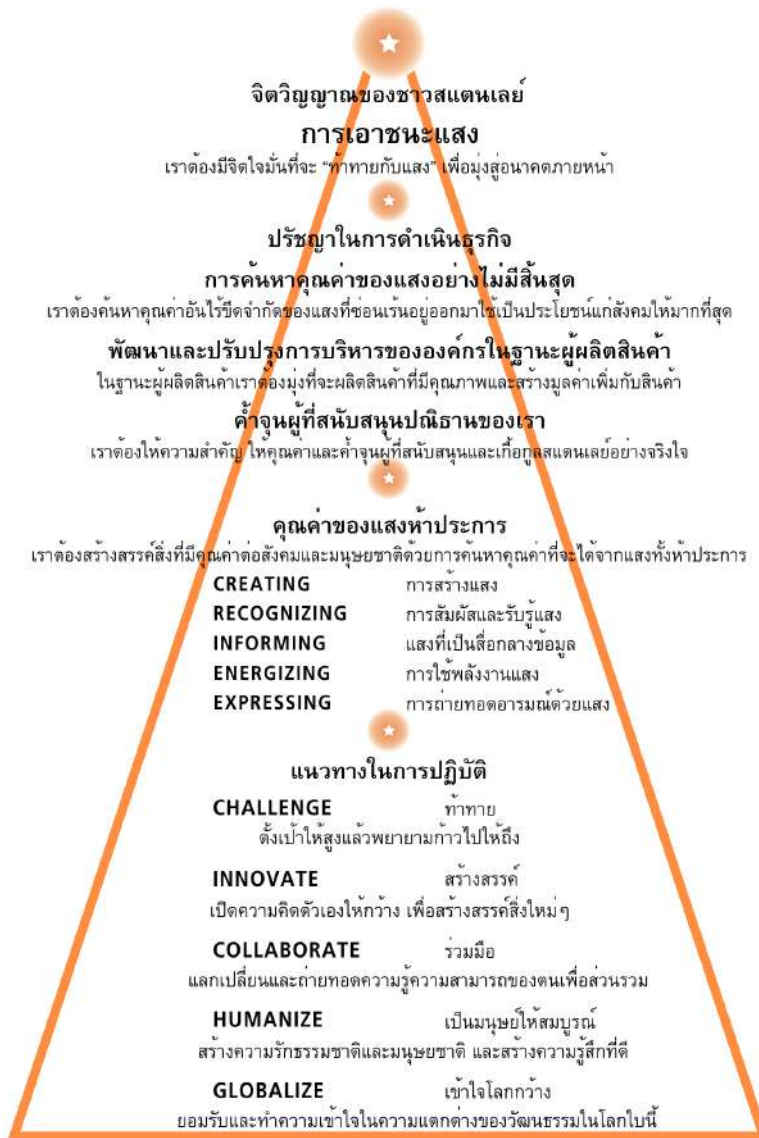 จิตวิญญาณของชาวสแตนเลย์
การเอาชนะแสง
เราต้องมีจิตใจมั่นที่จะ “ท้าทายกับแสง” เพื่อมุ่งสู่อนาคตภายหน้า
ปรัชญาในการดำเนินธุรกิจ
การค้นหาคุณค่าของแสงอย่างไม่มีสิ้นสุด
เราต้องค้นหาคุณค่าอันไร้ขีดจำกัดของแสงที่ซ่อนเร้นอยู่ออกมาใช้เป็นประโยชน์แก่สังคมให้มากที่สุด
พัฒนาและปรับปรุงการบริหารขององค์กรในฐานะผู้ผลิตสินค้า
ในฐานะผู้ผลิตสินค้าเราต้องมุ่งที่จะผลิตสินค้าที่มีคุณภาพและสร้างมูลค่าเพิ่มกับสินค้า
ค้ำจุนผู้ที่สนับสนุนปณิธานของเรา
เราต้องให้ความสำคัญ ให้คุณค่าและค้ำจุนผู้ที่สนับสนุนและเกื้อกูลสแตนเลย์อย่างจริงใจ
คุณค่าของแสงห้าประการ
เราต้องสร้างสรรค์สิ่งที่มีคุณค่าต่อสังคมและมนุษยชาติด้วยการค้นหาคุณค่าที่จะได้จากแสงทั้งห้าประการ
CREATING การสร้างแสง
RECOGNIZING การสัมผัสและรับรู้แสง
INFORMING แสงที่เป็นสื่อกลางข้อมูล
ENERGIZING การใช้พลังงานแสง
EXPRESSING การถ่ายทอดอารมณ์ด้วยแสง
แนวทางในการปฏิบัติ
CHALLENGE ท้าทาย
ตั้งเป้าให้สูงแล้วพยายามก้าวไปให้ถึง
INNOVATE สร้างสรรค์
เปิดความคิดตัวเองให้กว้าง เพื่อสร้างสรรค์สิ่งใหม่ๆ
COLLABORATE ร่วมมือ
แลกเปลี่ยนและถ่ายทอดความรู้ความสามารถของตนเพื่อส่วนรวม
HUMANIZE เป็นมนุษย์ให้สมบูรณ์
สร้างความรักธรรมชาติและมนุษยชาติ และสร้างความรู้สึกที่ดี
GLOBALIZE เข้าใจโลกกว้าง
ยอมรับและทำความเข้าใจในความแตกต่างของวัฒนธรรมในโลกใบนี้